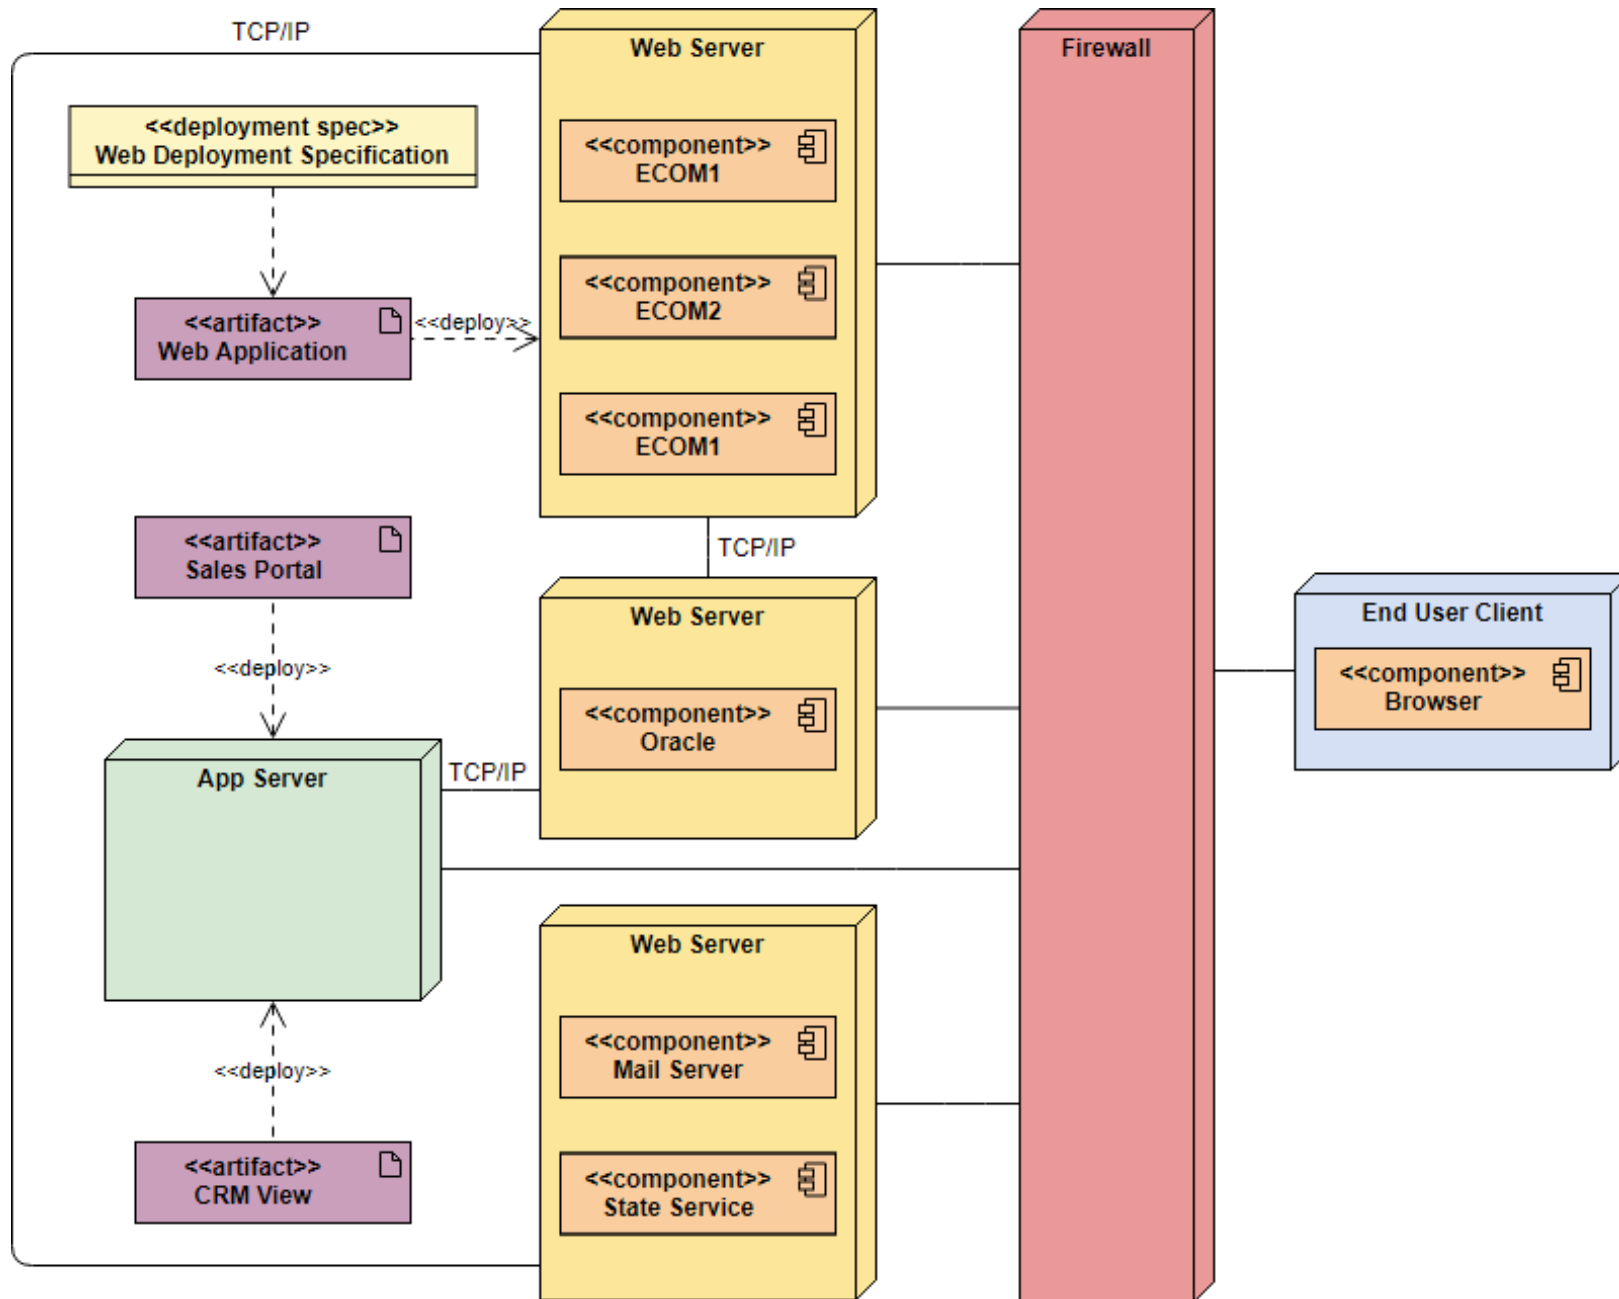 TCP/IP
Web Server
Firewall
<<deployment spec>>
Web Deployment Specification
<<component>>
ECOM1
<<component>>
ECOM2
<<artifact>>
Web Application
<<deploy>>
<<component>>
ECOM1
<<artifact>>
Sales Portal
TCP/IP
<<deploy>>
Web Server
<<component>>
Oracle
End User Client
<<component>>
Browser
App Server
TCP/IP
Web Server
<<component>>
Mail Server
<<deploy>>
<<artifact>>
CRM View
<<component>>
State Service